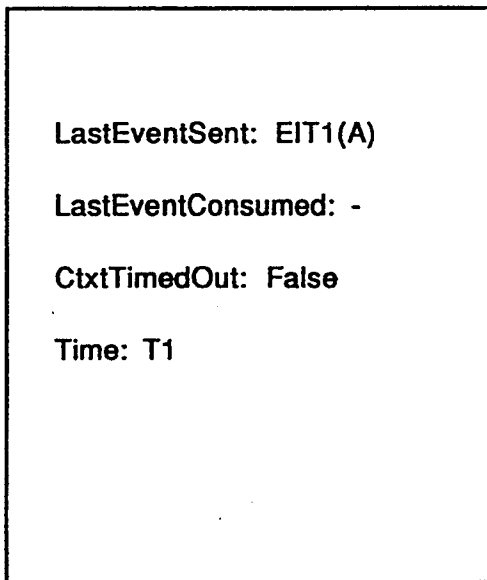 LastEventSent: EIT1(A)
LastEventConsumed: -
CtxtTimedOut: False
Time: T1